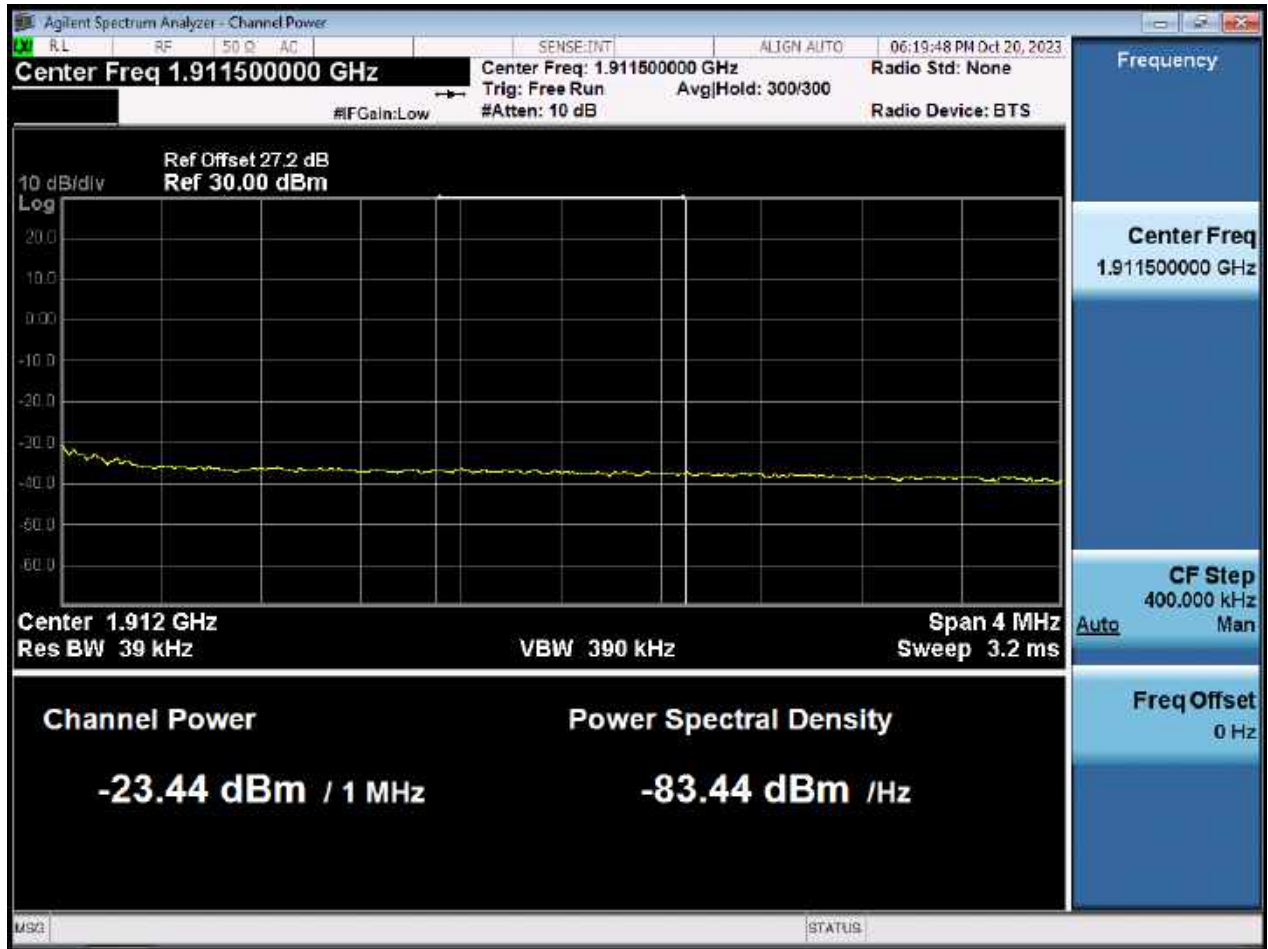 Agilent Spectrum Analyzer - Channel Power
LXI RL RF 50 Ω AC SENSE:INT ALIGN AUTO 06:19:48 PM Oct 20, 2023
Center Freq 1.911500000 GHz
Center Freq: 1.911500000 GHz
Radio Std: None
Trig: Free Run
Avg|Hold: 300/300
#IFGain:Low
#Atten: 10 dB
Radio Device: BTS
Ref Offset 27.2 dB
10 dB/div
Ref 30.00 dBm
Log
20.0
10.0
0.00
-10.0
-20.0
-30.0
-40.0
-50.0
-60.0
Center 1.912 GHz
Span 4 MHz
Res BW 39 kHz
VBW 390 kHz
Sweep 3.2 ms
Channel Power
Power Spectral Density
-23.44 dBm / 1 MHz
-83.44 dBm /Hz
MSG
STATUS
Frequency
Center Freq
1.911500000 GHz
CF Step
400.000 kHz
Auto Man
Freq Offset
0 Hz